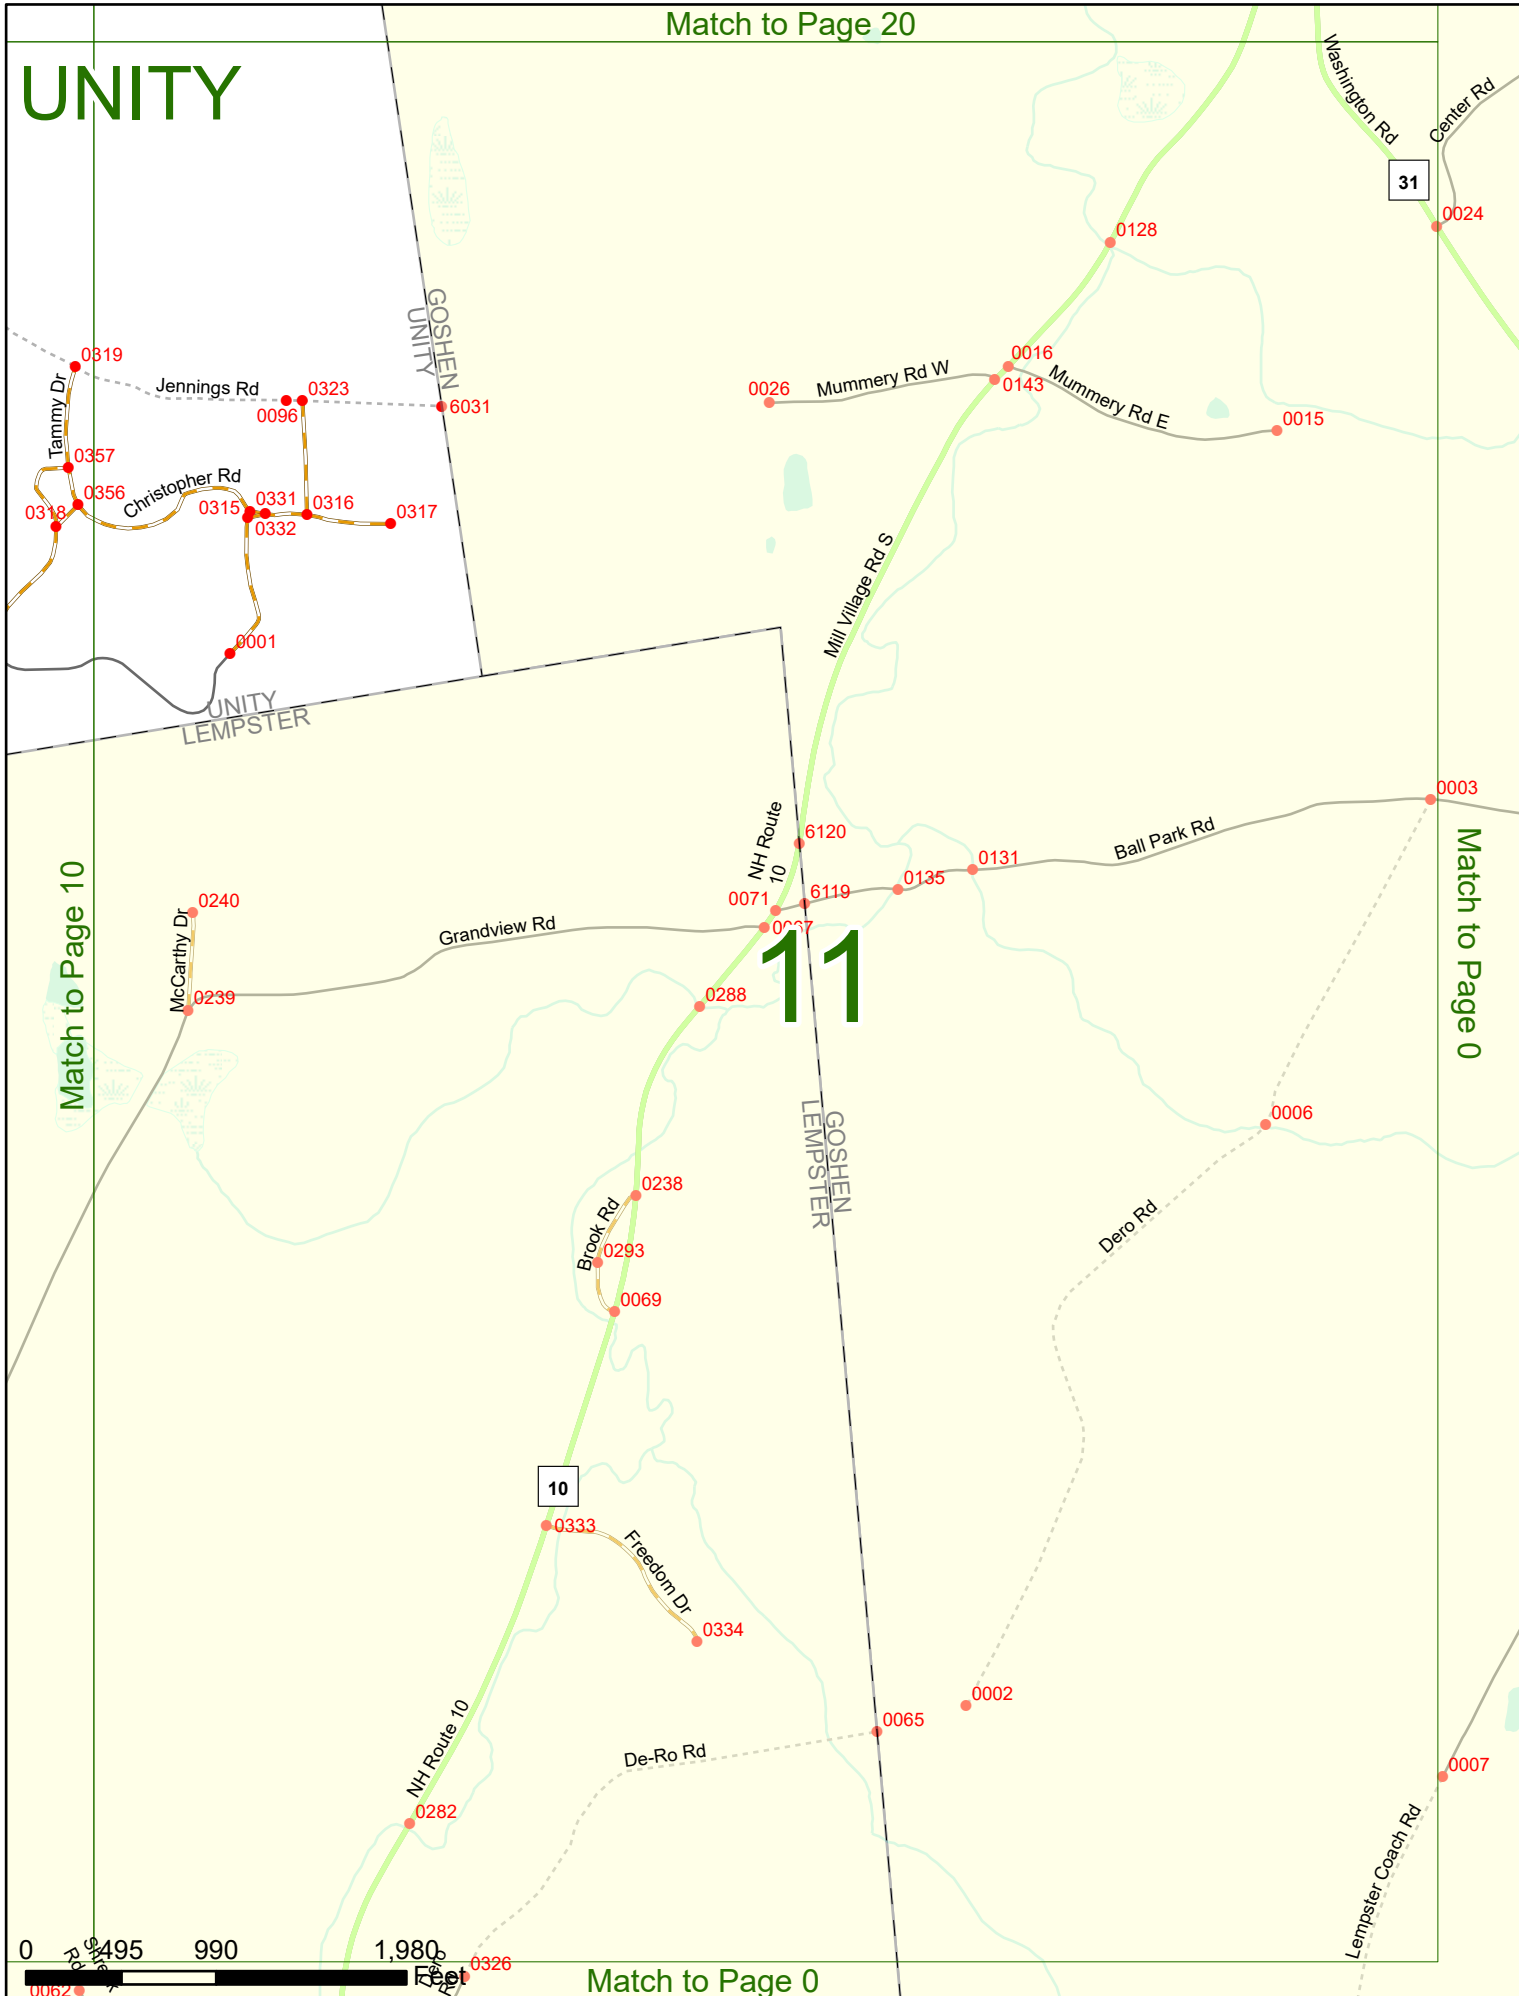 Match to Page 20
UNITY
Washington Rd
Center Rd
31
0024
0128
GOSHEN
UNITY
0319
Jennings Rd
0323
0096
6031
Tammy Dr
0357
0356
0318
Christopher Rd
0315
0331
0332
0316
0317
0001
0016
0143
Mummery Rd W
0026
Mummery Rd E
0015
Mill Village Rd S
UNITY
LEMPSTER
0003
Ball Park Rd
6120
NH Route
10
0131
0135
6119
0071
11
Match to Page 10
Match to Page 0
0240
McCarthy Dr
0239
Grandview Rd
0288
GOSHEN
LEMPSTER
0006
Dero Rd
0238
Brook Rd
0293
0069
10
0333
Freedom Dr
0334
0002
0065
De-Ro Rd
NH Route 10
0282
0007
Lempster Coach Rd
0 495 990 1,980
Feet
Rd
0062
Dero
Rd
0326
Match to Page 0